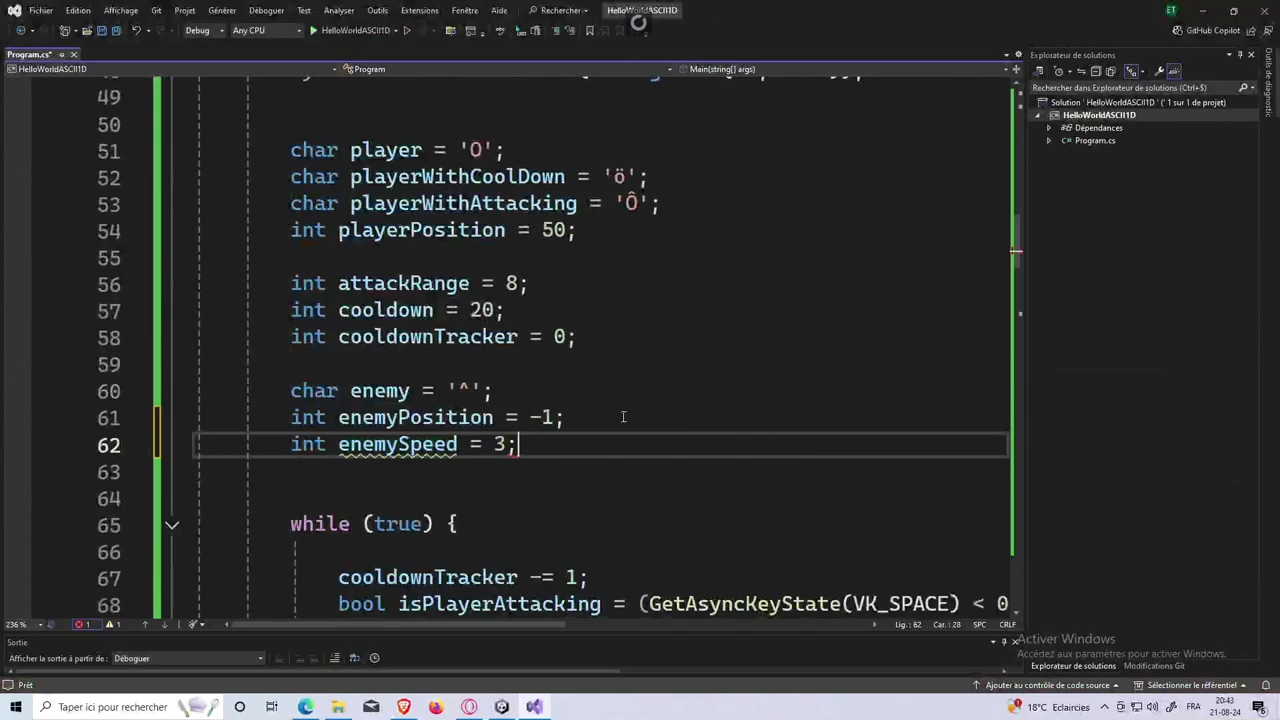 Fichier Edition Affichage Git Projet Générer Déboguer Test Analyser Outils Extensions Fenêtre Aide Rechercher HelloWorldASCII1D ET
Debug Any CPU HelloWorldASCII1D GitHub Copilot
Program.cs*
HelloWorldASCII1D Program Main(string[] args)
49
50
51 char player = 'O';
52 char playerWithCoolDown = 'ö';
53 char playerWithAttacking = 'Ô';
54 int playerPosition = 50;
55
56 int attackRange = 8;
57 int cooldown = 20;
58 int cooldownTracker = 0;
59
60 char enemy = '^';
61 int enemyPosition = -1;
62 int enemySpeed = 3;
63
64
65 while (true) {
66
67 cooldownTracker -= 1;
68 bool isPlayerAttacking = (GetAsyncKeyState(VK_SPACE) < 0
236 % 1 1 Lig.: 62 Car.: 28 SPC CRLF
Explorateur de solutions
Rechercher dans Explorateur de solutions (Ctrl+$)
Solution 'HelloWorldASCII1D' (' 1 sur 1 de projet)
HelloWorldASCII1D
Dépendances
Program.cs
Outils de diagnostic
Sortie
Afficher la sortie à partir de : Déboguer
Activer Windows
Accédez aux paramètres pour activer Windows.
Explorateur de solutions Modifications Git
Prêt Ajouter au contrôle de code source Sélectionner le référentiel
Taper ici pour rechercher 18°C Eclaircies FRA 20:43 21-08-24